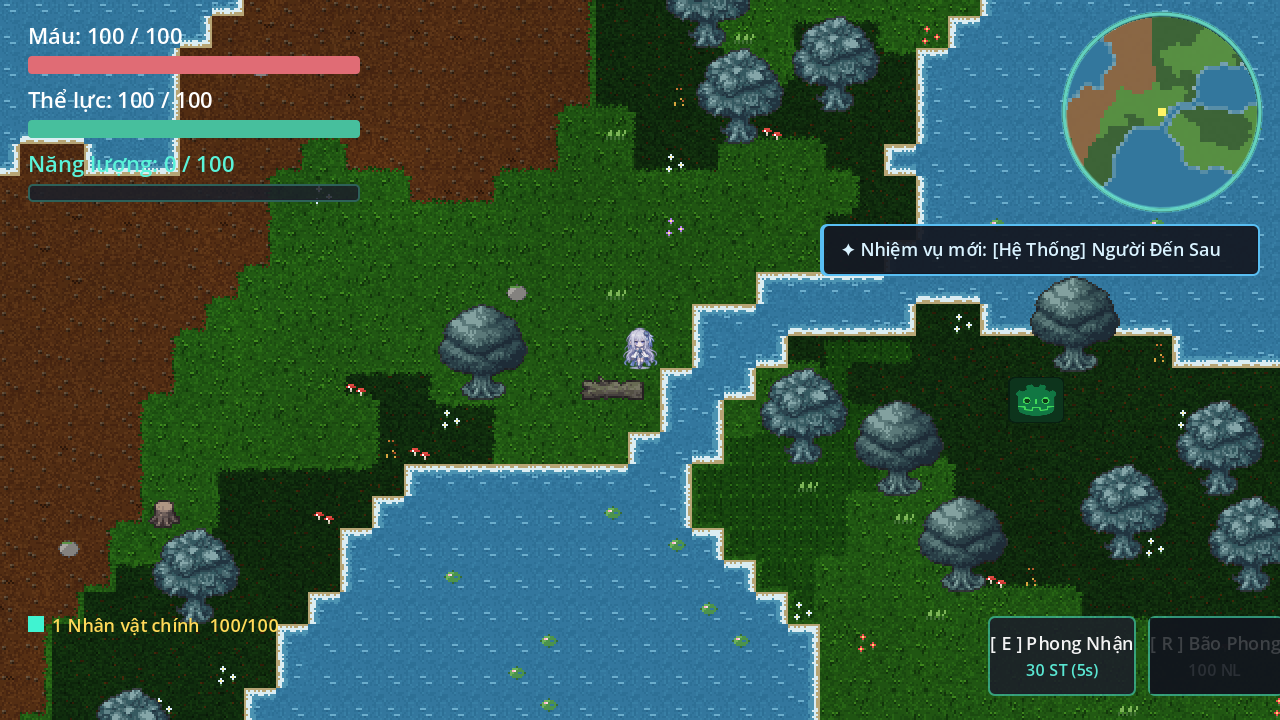 Máu: 100 / 100
Thể lực: 100 / 100
Năng lượng: 0 / 100
✦ Nhiệm vụ mới: [Hệ Thống] Người Đến Sau
1 Nhân vật chính 100/100
[ E ] Phong Nhận
30 ST (5s)
[ R ] Bão Phong
100 NL